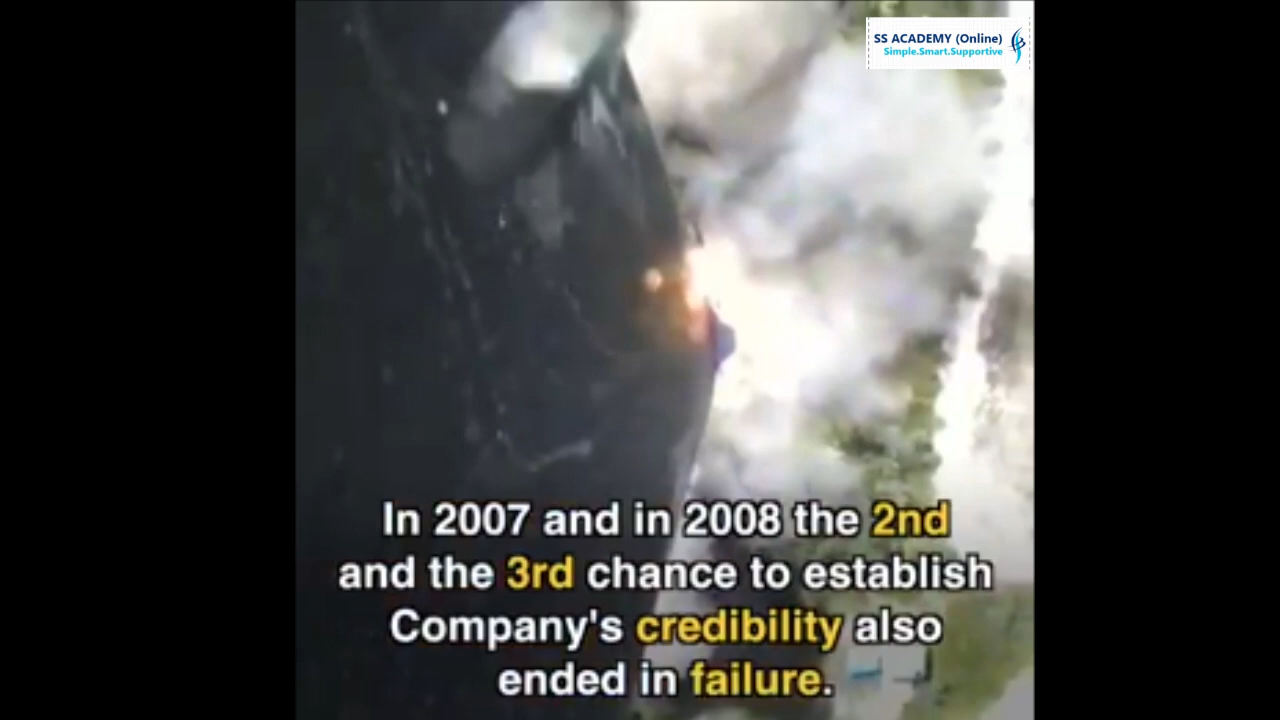 SS ACADEMY (Online)
Simple.Smart.Supportive
In 2007 and in 2008 the 2nd
and the 3rd chance to establish
Company's credibility also
ended in failure.